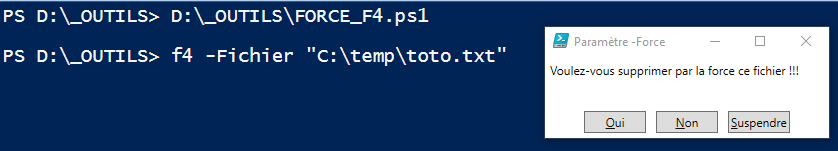 PS D:\_OUTILS> D:\_OUTILS\FORCE_F4.ps1
PS D:\_OUTILS> f4 -Fichier "C:\temp\toto.txt"
Paramètre -Force
Voulez-vous supprimer par la force ce fichier !!!
Oui Non Suspendre